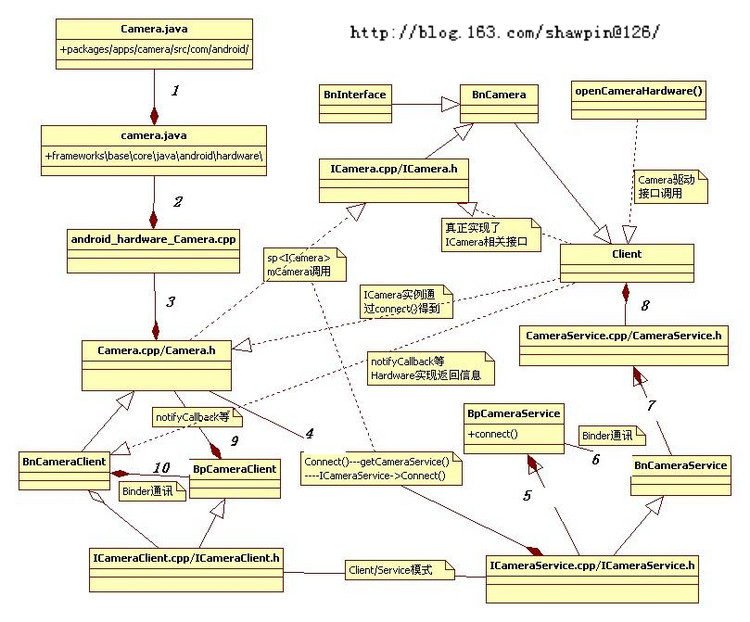 http://blog.163.com/shawpin@126/
Camera.java
+packages/apps/camera/src/com/android/
1
camera.java
+frameworks\base\core\java\android\hardware\
2
android_hardware_Camera.cpp
3
Camera.cpp/Camera.h
BnInterface
BnCamera
openCameraHardware()
ICamera.cpp/ICamera.h
Camera驱动
接口调用
真正实现了
ICamera相关接口
sp<ICamera>
mCamera调用
Client
ICamera实例通
过connect()得到
8
CameraService.cpp/CameraService.h
notifyCallback等
Hardware实现返回信息
notifyCallback等
9
4
BpCameraService
+connect()
7
Binder通讯
6
BnCameraClient
10
Binder通讯
BpCameraClient
Connect()---getCameraService()
----ICameraService->Connect()
5
BnCameraService
ICameraClient.cpp/ICameraClient.h
Client/Service模式
ICameraService.cpp/ICameraService.h